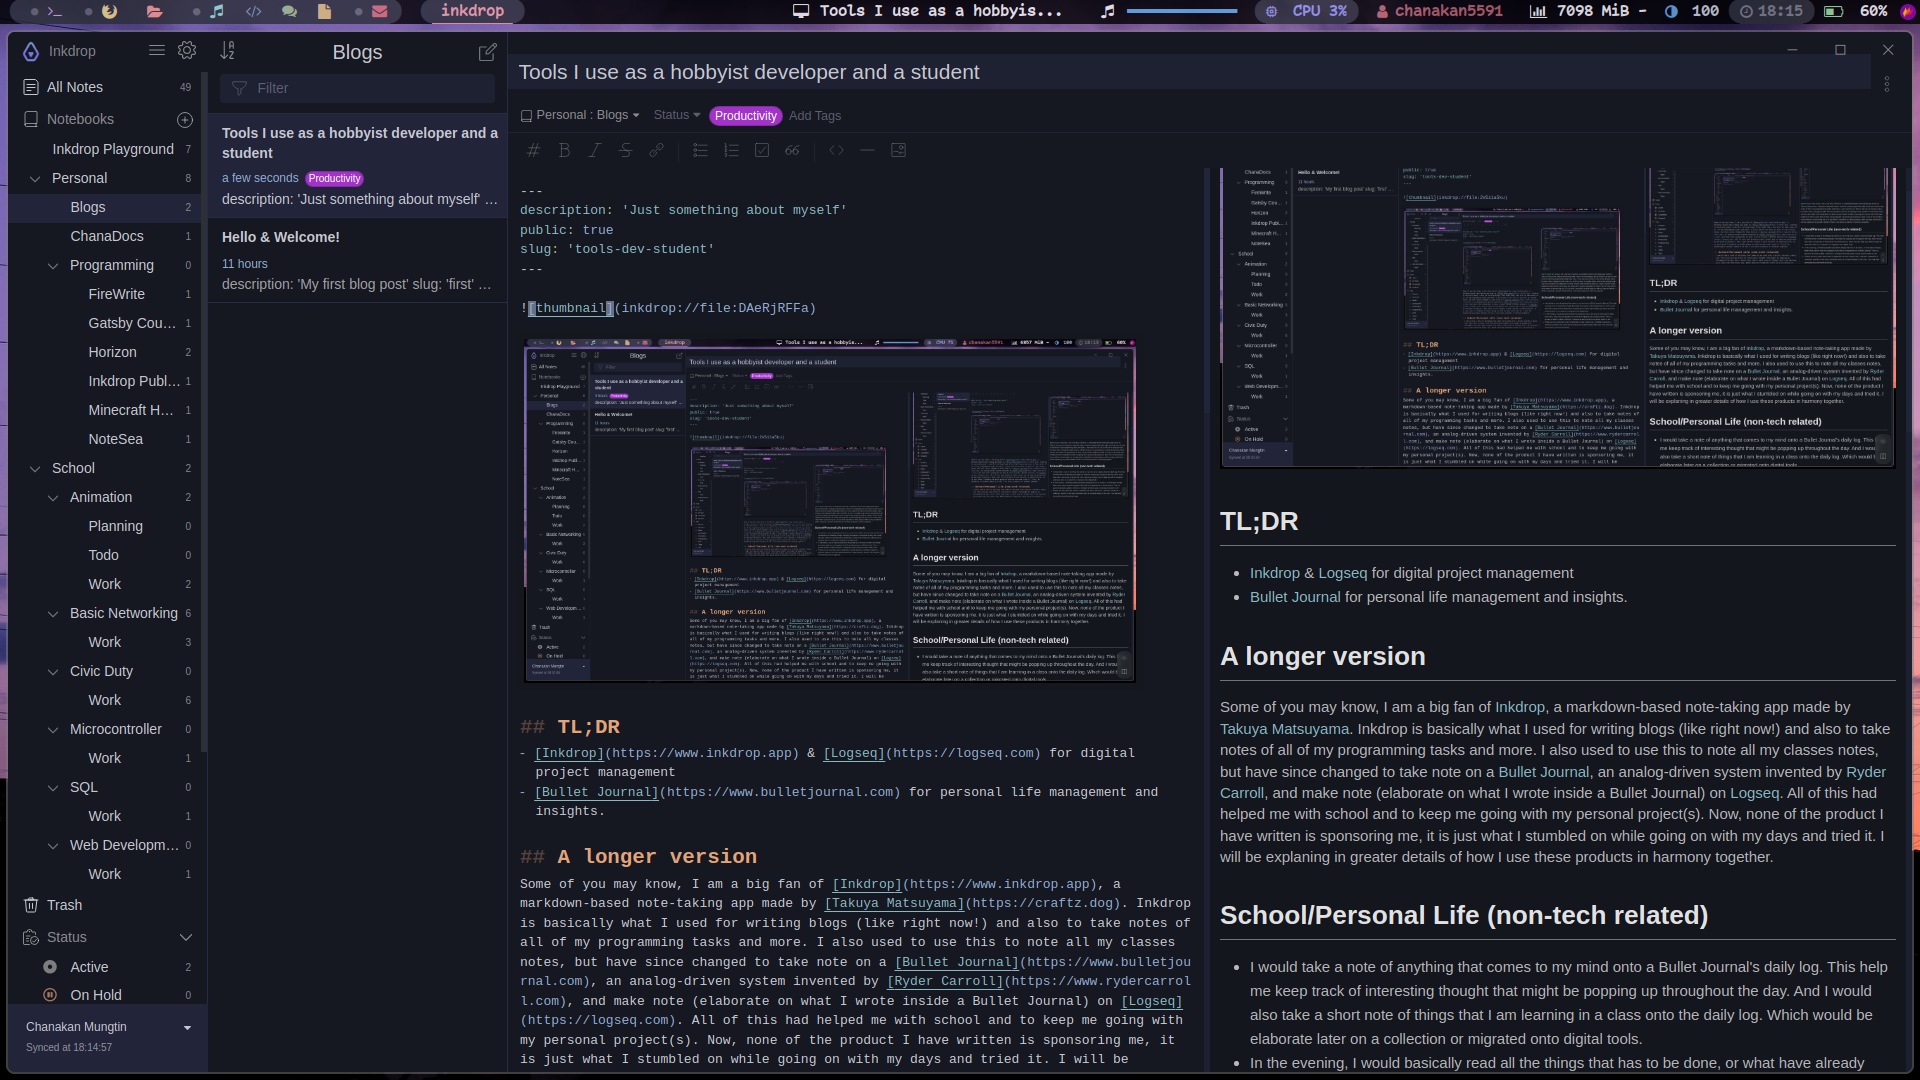 inkdrop
Tools I use as a hobbyis...
CPU 3%
chanakan5591
7098 MiB -
100
18:15
60%
Inkdrop
All Notes 49
Notebooks
Inkdrop Playground 7
Personal 8
Blogs 2
ChanaDocs 1
Programming 0
FireWrite 1
Gatsby Cou... 1
Horizon 2
Inkdrop Publ... 1
Minecraft H... 1
NoteSea 1
School 2
Animation 2
Planning 0
Todo 0
Work 2
Basic Networking 6
Work 3
Civic Duty 0
Work 6
Microcontroller 0
Work 1
SQL 0
Work 1
Web Developm... 0
Work 1
Trash
Status
Active 2
On Hold 0
Chanakan Mungtin
Synced at 18:14:57
Blogs
Filter
Tools I use as a hobbyist developer and a
student
a few seconds Productivity
description: 'Just something about myself' ...
Hello & Welcome!
11 hours
description: 'My first blog post' slug: 'first' ...
Tools I use as a hobbyist developer and a student
Personal : Blogs Status Productivity Add Tags
---
description: 'Just something about myself'
public: true
slug: 'tools-dev-student'
---
![thumbnail](inkdrop://file:DAeRjRFFa)
## TL;DR
- [Inkdrop](https://www.inkdrop.app) & [Logseq](https://logseq.com) for digital
project management
- [Bullet Journal](https://www.bulletjournal.com) for personal life management and
insights.
## A longer version
Some of you may know, I am a big fan of [Inkdrop](https://www.inkdrop.app), a
markdown-based note-taking app made by [Takuya Matsuyama](https://craftz.dog). Inkdrop
is basically what I used for writing blogs (like right now!) and also to take notes of
all of my programming tasks and more. I also used to use this to note all my classes
notes, but have since changed to take note on a [Bullet Journal](https://www.bulletjou
rnal.com), an analog-driven system invented by [Ryder Carroll](https://www.rydercarrol
l.com), and make note (elaborate on what I wrote inside a Bullet Journal) on [Logseq]
(https://logseq.com). All of this had helped me with school and to keep me going with
my personal project(s). Now, none of the product I have written is sponsoring me, it
is just what I stumbled on while going on with my days and tried it. I will be
TL;DR
Inkdrop & Logseq for digital project management
Bullet Journal for personal life management and insights.
A longer version
Some of you may know, I am a big fan of Inkdrop, a markdown-based note-taking app made by
Takuya Matsuyama. Inkdrop is basically what I used for writing blogs (like right now!) and also to take
notes of all of my programming tasks and more. I also used to use this to note all my classes notes,
but have since changed to take note on a Bullet Journal, an analog-driven system invented by Ryder
Carroll, and make note (elaborate on what I wrote inside a Bullet Journal) on Logseq. All of this had
helped me with school and to keep me going with my personal project(s). Now, none of the product I
have written is sponsoring me, it is just what I stumbled on while going on with my days and tried it. I
will be explaning in greater details of how I use these products in harmony together.
School/Personal Life (non-tech related)
I would take a note of anything that comes to my mind onto a Bullet Journal's daily log. This help
me keep track of interesting thought that might be popping up throughout the day. And I would
also take a short note of things that I am learning in a class onto the daily log. Which would be
elaborate later on a collection or migrated onto digital tools.
In the evening, I would basically read all the things that has to be done, or what have already